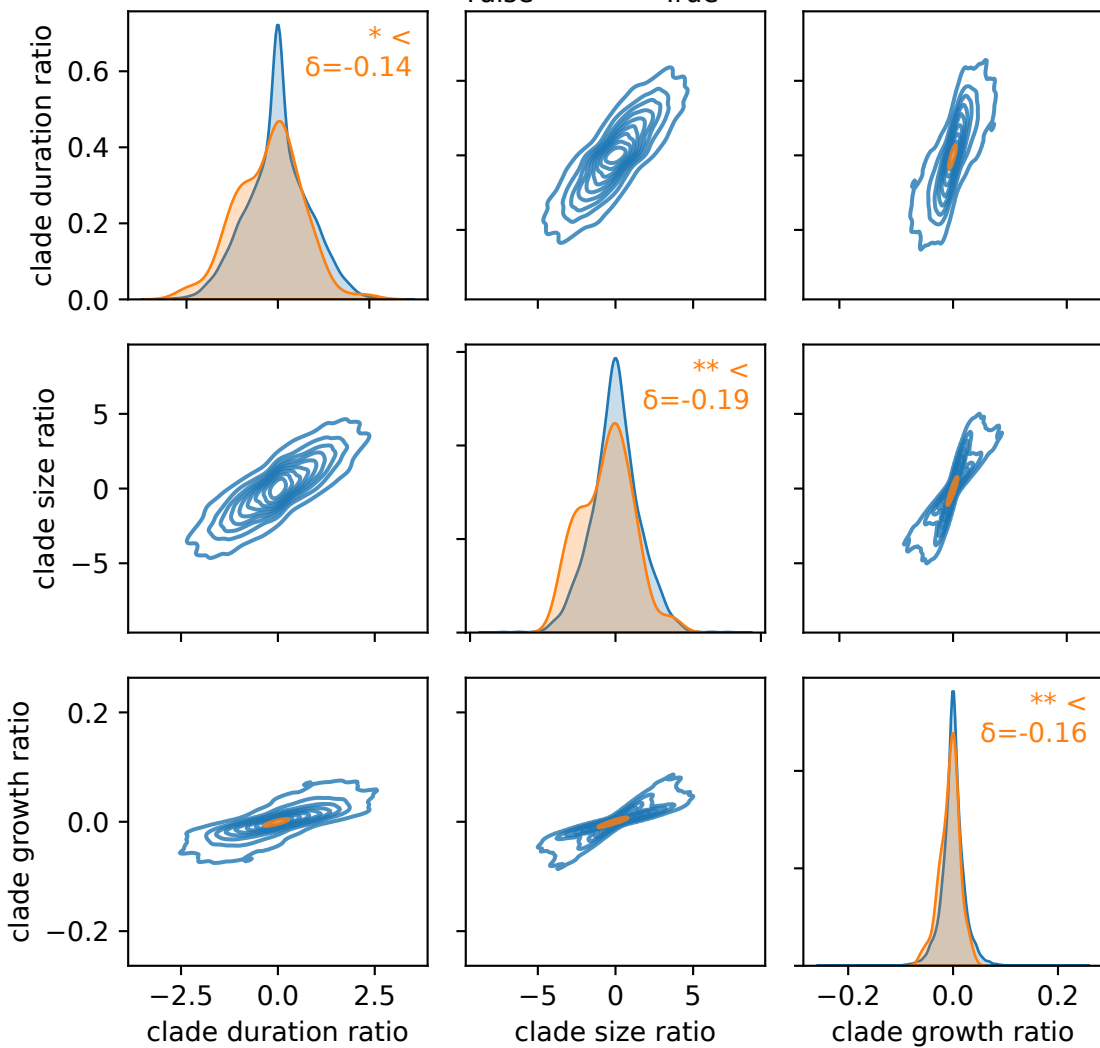 clade duration ratio
0.6
0.4
0.2
0.0
* <
δ=-0.14
clade size ratio
5
0
−5
** <
δ=-0.19
clade growth ratio
0.2
0.0
−0.2
** <
δ=-0.16
−2.5 0.0 2.5
−5 0 5
−0.2 0.0 0.2
clade duration ratio
clade size ratio
clade growth ratio